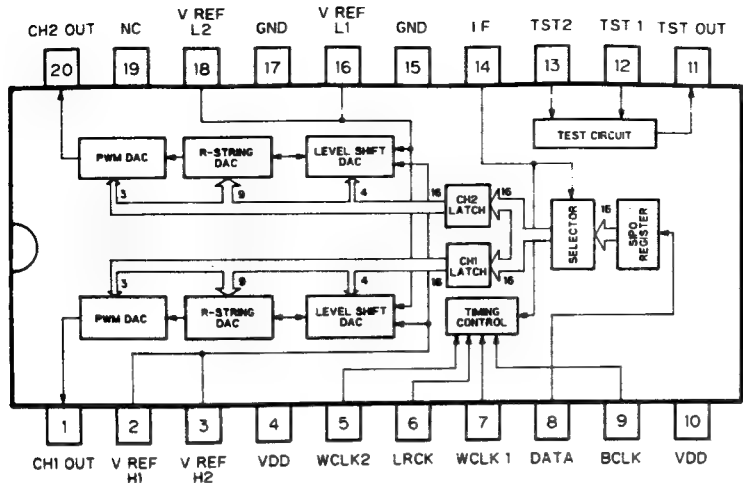 CH2 OUT
NC
V REF
L2
GND
V REF
L1
GND
IF
TST2
TST 1
TST OUT
20
19
18
17
16
15
14
13
12
11
TEST CIRCUIT
PWM DAC
R-STRING
DAC
LEVEL SHIFT
DAC
3
9
4
16
CH2
LATCH
16
SELECTOR
16
SIPO
REGISTER
CH1
LATCH
3
9
4
16
16
PWM DAC
R-STRING
DAC
LEVEL SHIFT
DAC
TIMING
CONTROL
1
2
3
4
5
6
7
8
9
10
CH1 OUT
V REF
H1
V REF
H2
VDD
WCLK2
LRCK
WCLK 1
DATA
BCLK
VDD